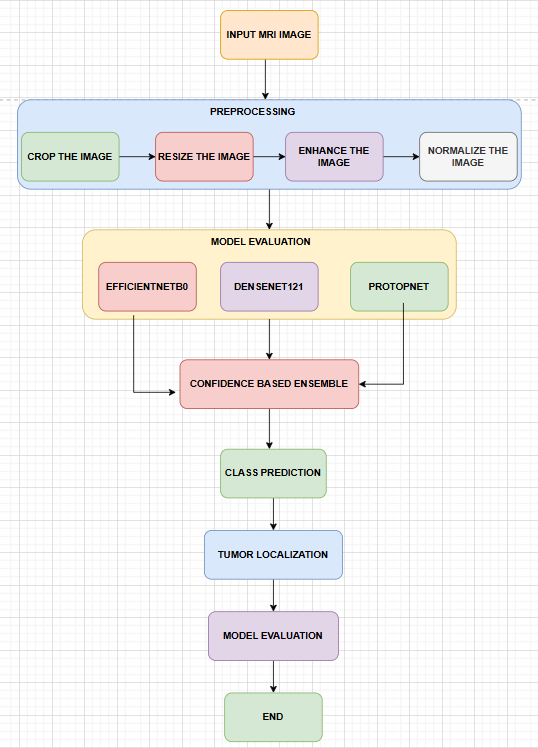 INPUT MRI IMAGE
PREPROCESSING
CROP THE IMAGE
RESIZE THE IMAGE
ENHANCE THE
IMAGE
NORMALIZE THE
IMAGE
MODEL EVALUATION
EFFICIENTNETB0
DENSENET121
PROTOPNET
CONFIDENCE BASED ENSEMBLE
CLASS PREDICTION
TUMOR LOCALIZATION
MODEL EVALUATION
END